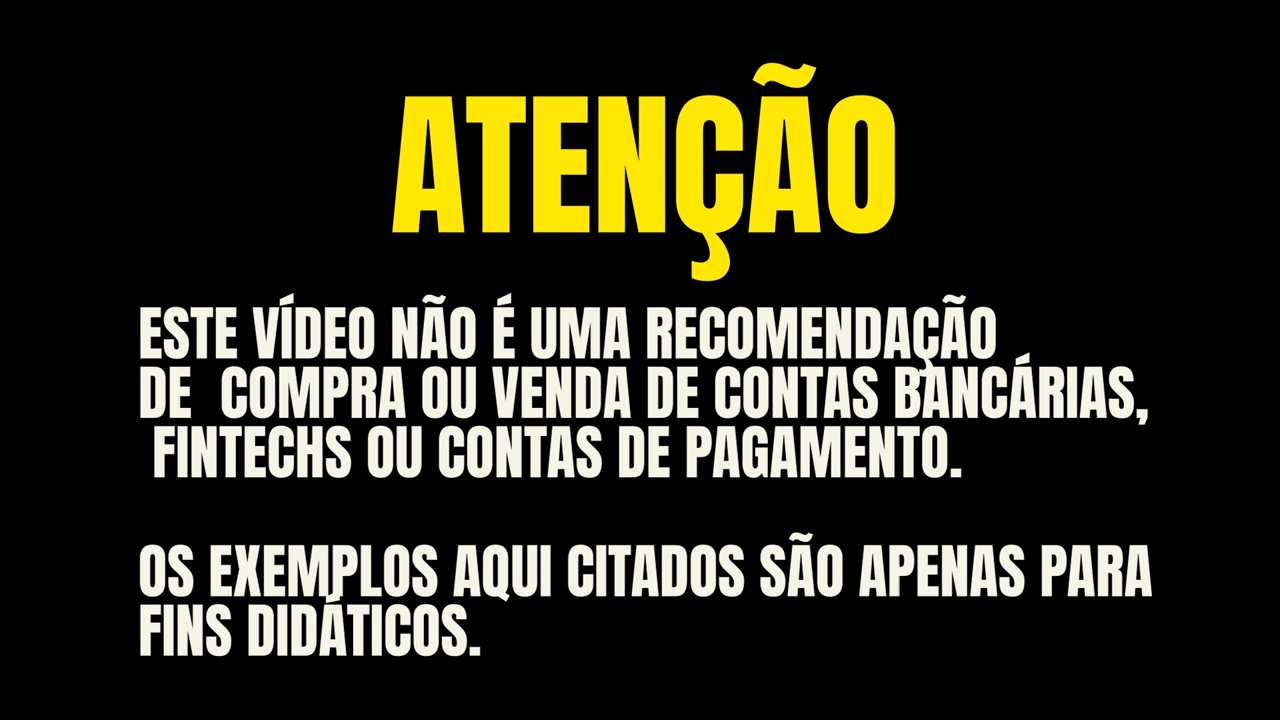 ATENÇÃO
ESTE VÍDEO NÃO É UMA RECOMENDAÇÃO
DE COMPRA OU VENDA DE CONTAS BANCÁRIAS,
FINTECHS OU CONTAS DE PAGAMENTO.
OS EXEMPLOS AQUI CITADOS SÃO APENAS PARA
FINS DIDÁTICOS.